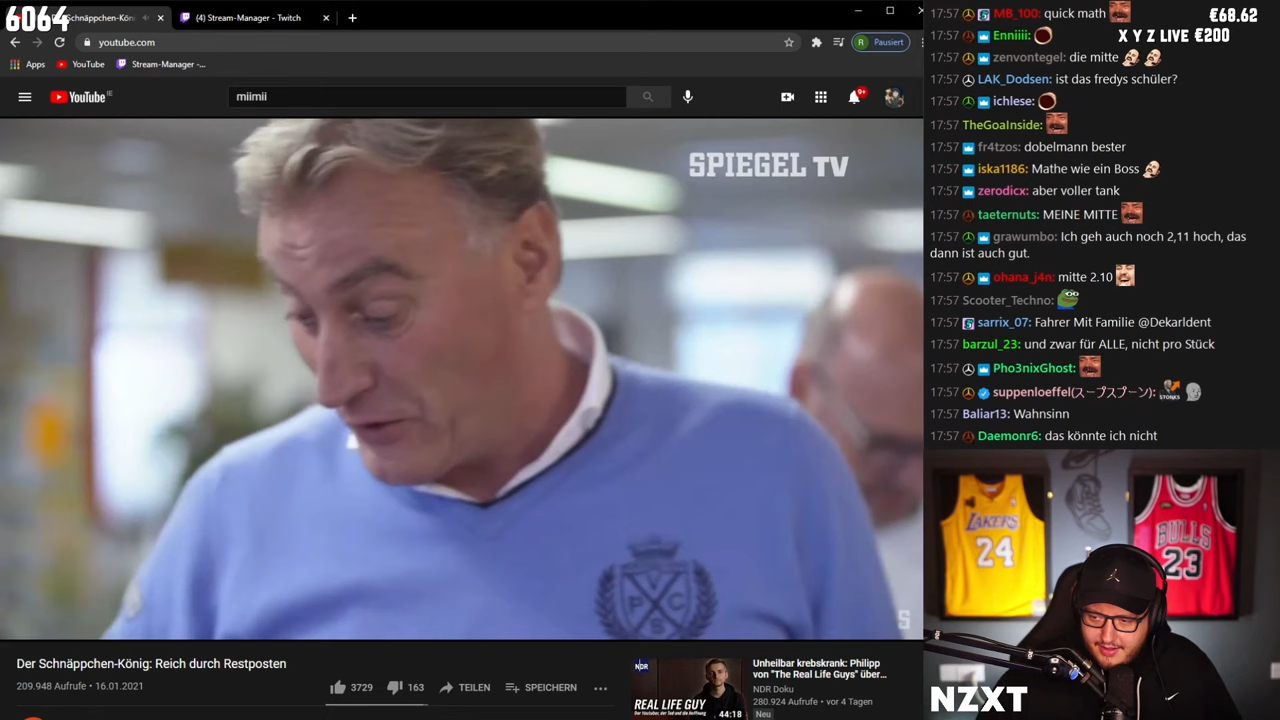 6064
Schnäppchen-Köni
(4) Stream-Manager - Twitch
youtube.com
Pausiert
Apps
YouTube
Stream-Manager -...
YouTube IE
miimii
9+
SPIEGEL TV
P C
S
Der Schnäppchen-König: Reich durch Restposten
209.948 Aufrufe • 16.01.2021
3729
163
TEILEN
SPEICHERN
NDR
REAL LIFE GUY
44:18
Unheilbar krebskrank: Philipp
von "The Real Life Guys" über...
NDR Doku
280.924 Aufrufe • vor 4 Tagen
Neu
€68.62
X Y Z LIVE €200
17:57 MB_100: quick math
17:57 Enniiii:
17:57 zenvontegel: die mitte
17:57 LAK_Dodsen: ist das fredys schüler?
17:57 ichlese:
17:57 TheGoaInside:
17:57 fr4tzos: dobelmann bester
17:57 iska1186: Mathe wie ein Boss
17:57 zerodicx: aber voller tank
17:57 taeternuts: MEINE MITTE
17:57 grawumbo: Ich geh auch noch 2,11 hoch, das
dann ist auch gut.
17:57 ohana_j4n: mitte 2.10
17:57 Scooter_Techno:
17:57 sarrix_07: Fahrer Mit Familie @Dekarldent
17:57 barzul_23: und zwar für ALLE, nicht pro Stück
17:57 Pho3nixGhost:
17:57 suppenloeffel(スープスプーン):
STONKS
17:57 Baliar13: Wahnsinn
17:57 Daemonr6: das könnte ich nicht
LAKERS
24
BULLS
23
NZXT